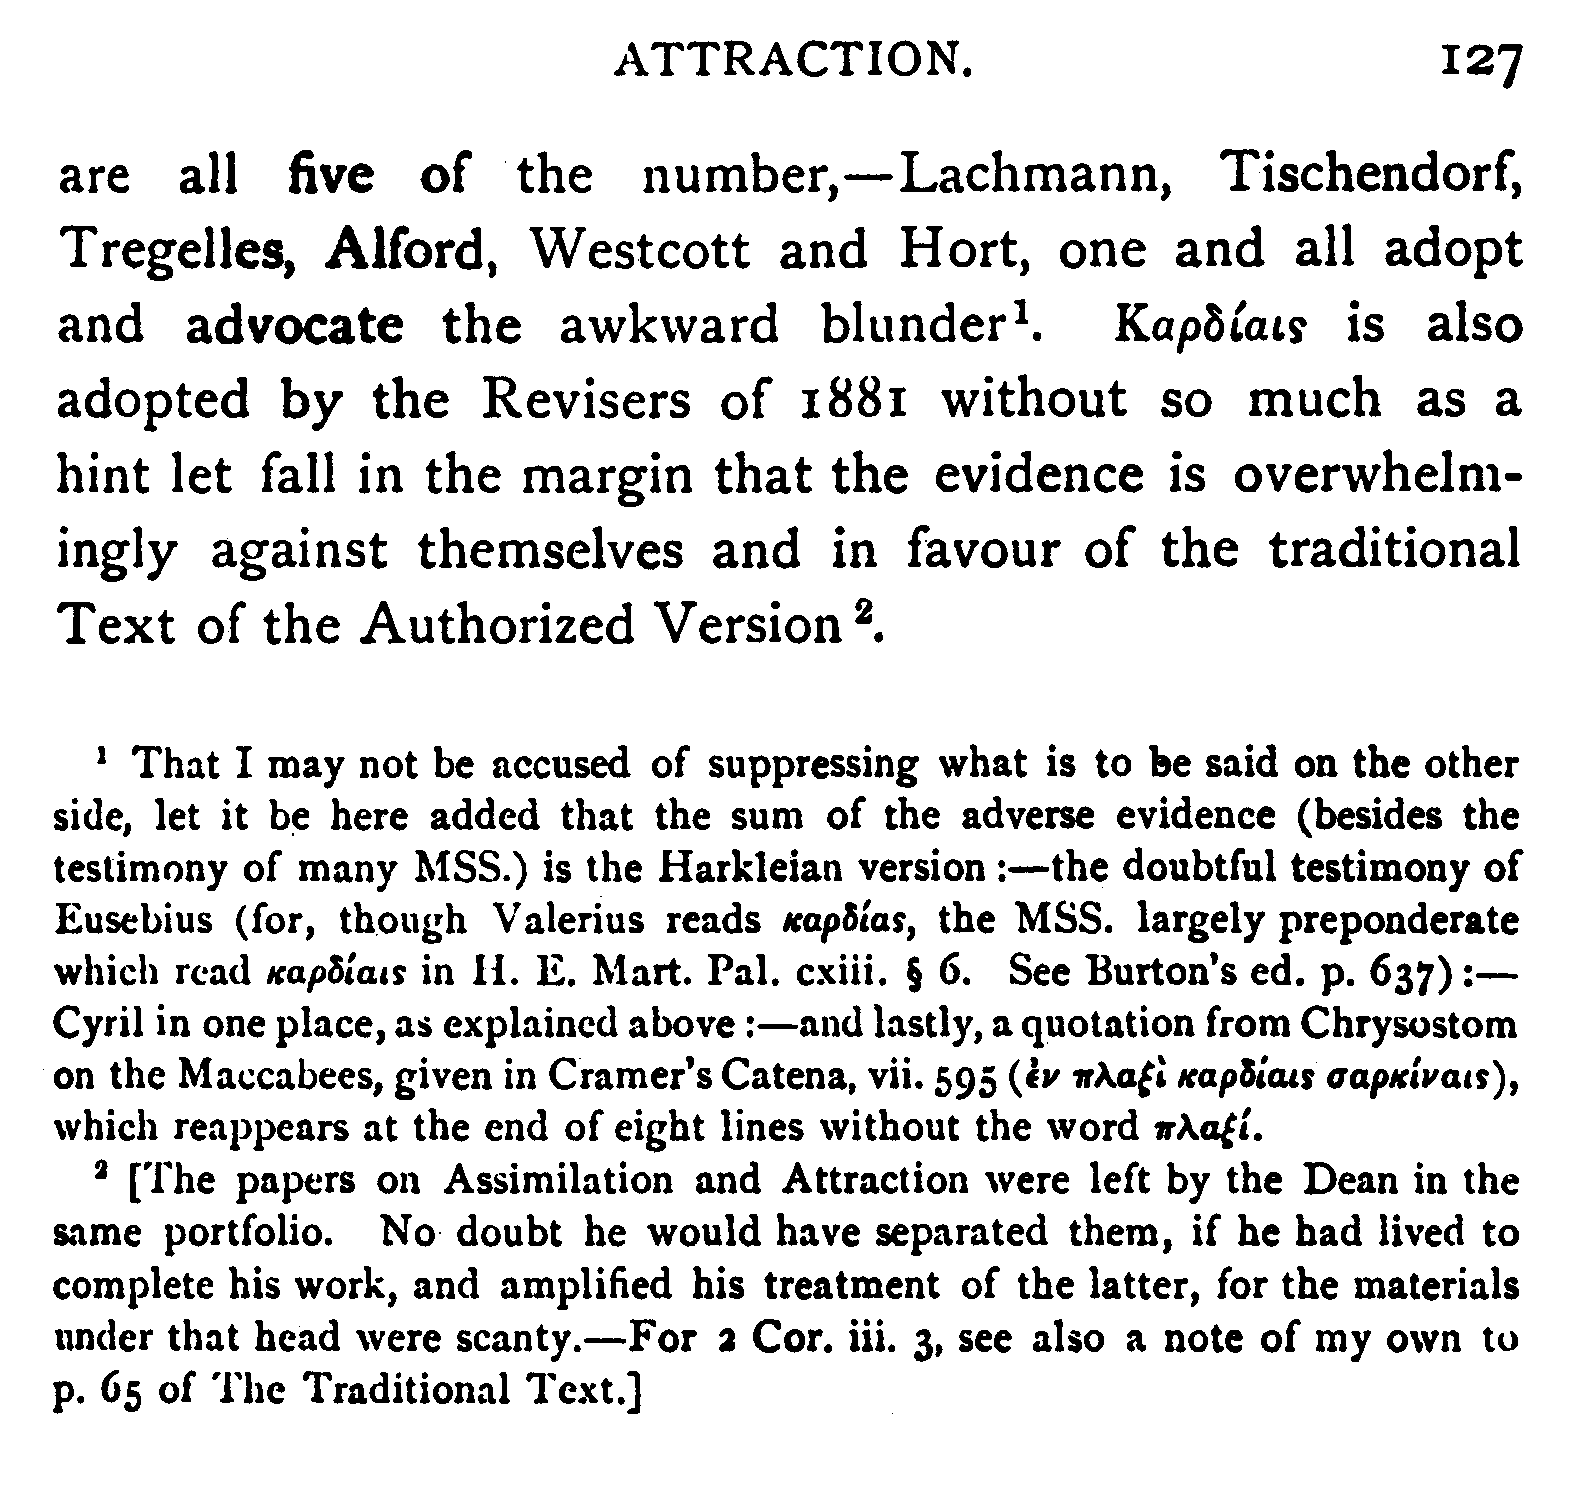 ATTRACTION. 127
are all five of the number,—Lachmann, Tischendorf,
Tregelles, Alford, Westcott and Hort, one and all adopt
and advocate the awkward blunder¹. Καρδίαις is also
adopted by the Revisers of 1881 without so much as a
hint let fall in the margin that the evidence is overwhelm-
ingly against themselves and in favour of the traditional
Text of the Authorized Version².
¹ That I may not be accused of suppressing what is to be said on the other
side, let it be here added that the sum of the adverse evidence (besides the
testimony of many MSS.) is the Harkleian version :—the doubtful testimony of
Eusebius (for, though Valerius reads καρδίας, the MSS. largely preponderate
which read καρδίαις in H. E. Mart. Pal. cxiii. § 6. See Burton's ed. p. 637) :—
Cyril in one place, as explained above :—and lastly, a quotation from Chrysostom
on the Maccabees, given in Cramer's Catena, vii. 595 (ἐν πλαξὶ καρδίαις σαρκίναις),
which reappears at the end of eight lines without the word πλαξί.
² [The papers on Assimilation and Attraction were left by the Dean in the
same portfolio. No doubt he would have separated them, if he had lived to
complete his work, and amplified his treatment of the latter, for the materials
under that head were scanty.—For 2 Cor. iii. 3, see also a note of my own to
p. 65 of The Traditional Text.]